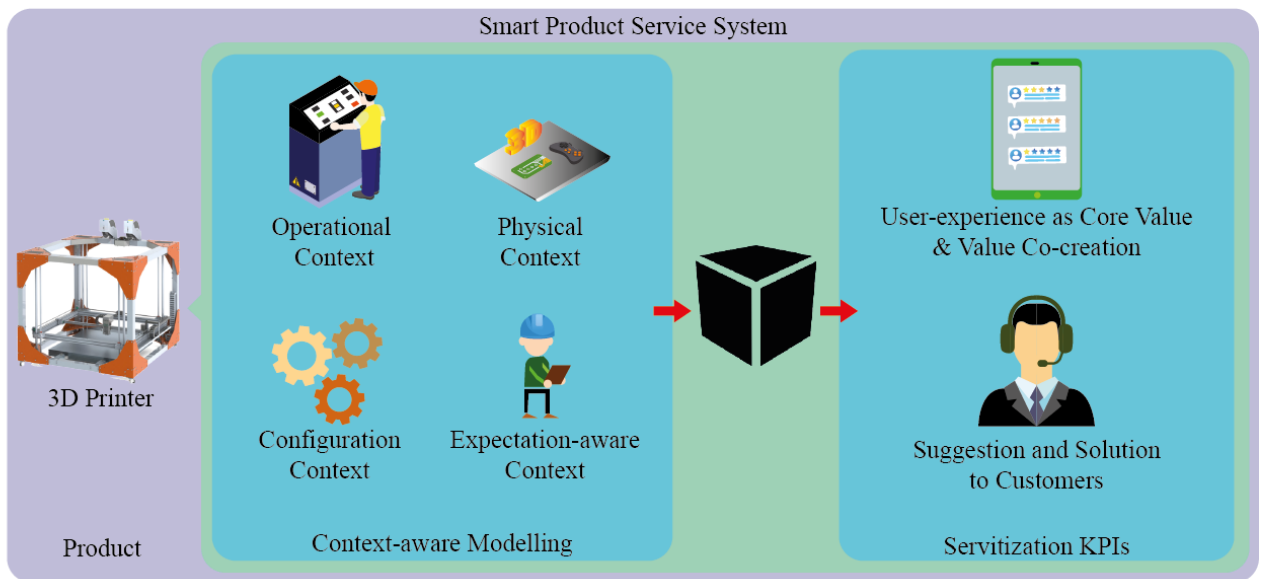 Smart Product Service System
3D
Operational
Context
Physical
Context
Configuration
Context
Expectation-aware
Context
3D Printer
Product
Context-aware Modelling
User-experience as Core Value
& Value Co-creation
Suggestion and Solution
to Customers
Servitization KPIs